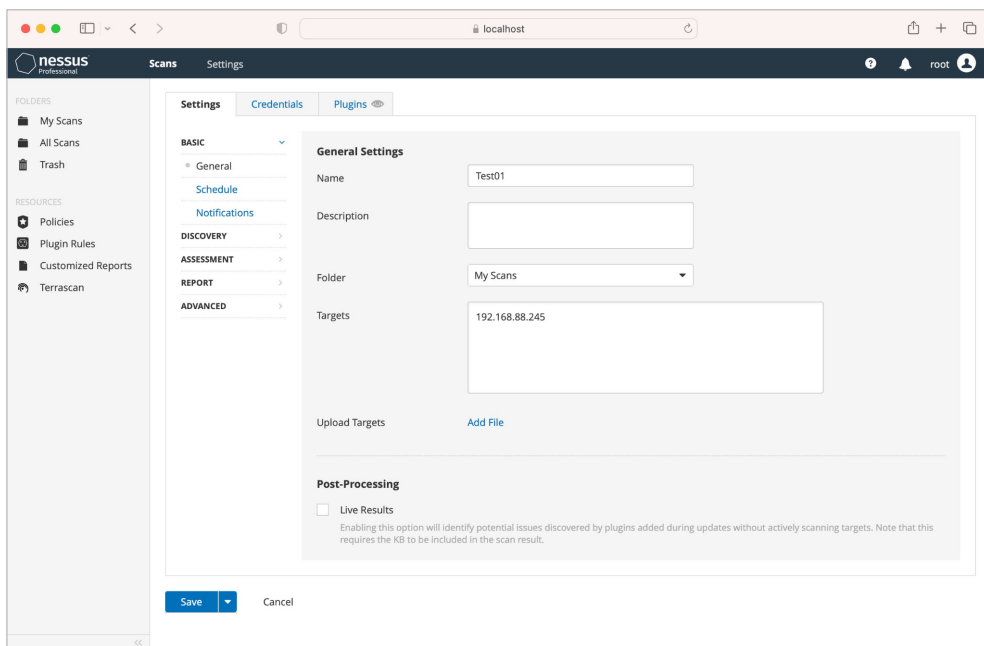 localhost
nessus
Professional
Scans
Settings
root
FOLDERS
My Scans
All Scans
Trash
RESOURCES
Policies
Plugin Rules
Customized Reports
Terrascan
Settings
Credentials
Plugins
BASIC
General
Schedule
Notifications
DISCOVERY
ASSESSMENT
REPORT
ADVANCED
General Settings
Name
Test01
Description
Folder
My Scans
Targets
192.168.88.245
Upload Targets
Add File
Post-Processing
Live Results
Enabling this option will identify potential issues discovered by plugins added during updates without actively scanning targets. Note that this
requires the KB to be included in the scan result.
Save
Cancel